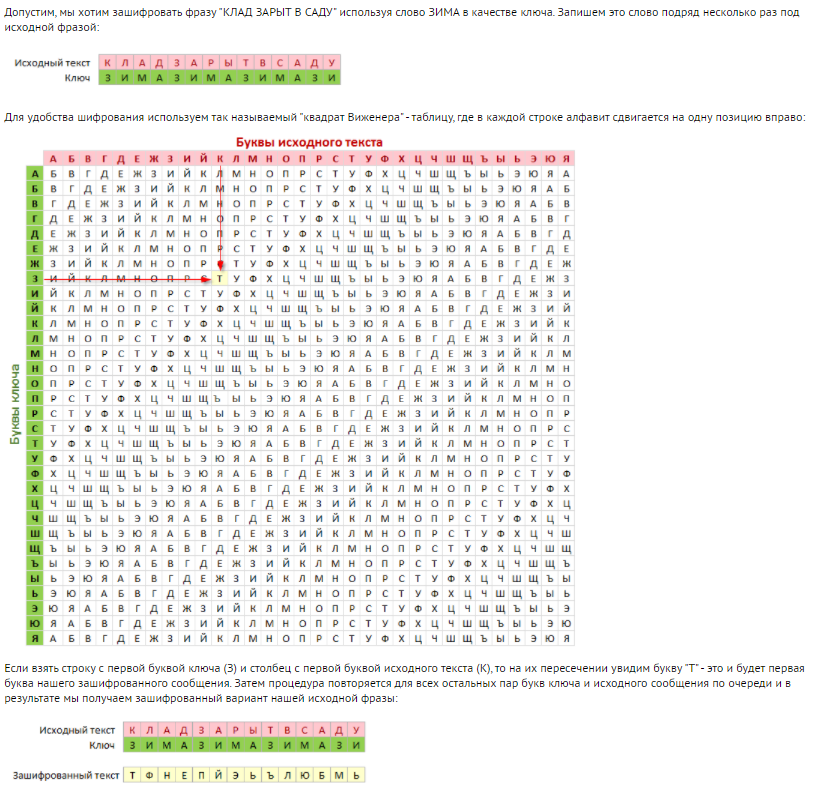 Допустим, мы хотим зашифровать фразу "КЛАД ЗАРЫТ В САДУ" используя слово ЗИМА в качестве ключа. Запишем это слово подряд несколько раз под
исходной фразой:
Исходный текст К Л А Д З А Р Ы Т В С А Д У
Ключ З И М А З И М А З И М А З И
Для удобства шифрования используем так называемый "квадрат Виженера" - таблицу, где в каждой строке алфавит сдвигается на одну позицию вправо:
Буквы исходного текста
А Б В Г Д Е Ж З И Й К Л М Н О П Р С Т У Ф Х Ц Ч Ш Щ Ъ Ы Ь Э Ю Я
А Б В Г Д Е Ж З И Й К Л М Н О П Р С Т У Ф Х Ц Ч Ш Щ Ъ Ы Ь Э Ю Я А
Б В Г Д Е Ж З И Й К Л М Н О П Р С Т У Ф Х Ц Ч Ш Щ Ъ Ы Ь Э Ю Я А Б
В Г Д Е Ж З И Й К Л М Н О П Р С Т У Ф Х Ц Ч Ш Щ Ъ Ы Ь Э Ю Я А Б В
Г Д Е Ж З И Й К Л М Н О П Р С Т У Ф Х Ц Ч Ш Щ Ъ Ы Ь Э Ю Я А Б В Г
Д Е Ж З И Й К Л М Н О П Р С Т У Ф Х Ц Ч Ш Щ Ъ Ы Ь Э Ю Я А Б В Г Д
Е Ж З И Й К Л М Н О П Р С Т У Ф Х Ц Ч Ш Щ Ъ Ы Ь Э Ю Я А Б В Г Д Е
Ж З И Й К Л М Н О П Р С Т У Ф Х Ц Ч Ш Щ Ъ Ы Ь Э Ю Я А Б В Г Д Е Ж
З И Й К Л М Н О П Р С Т У Ф Х Ц Ч Ш Щ Ъ Ы Ь Э Ю Я А Б В Г Д Е Ж З
И Й К Л М Н О П Р С Т У Ф Х Ц Ч Ш Щ Ъ Ы Ь Э Ю Я А Б В Г Д Е Ж З И
Й К Л М Н О П Р С Т У Ф Х Ц Ч Ш Щ Ъ Ы Ь Э Ю Я А Б В Г Д Е Ж З И Й
К Л М Н О П Р С Т У Ф Х Ц Ч Ш Щ Ъ Ы Ь Э Ю Я А Б В Г Д Е Ж З И Й К
Л М Н О П Р С Т У Ф Х Ц Ч Ш Щ Ъ Ы Ь Э Ю Я А Б В Г Д Е Ж З И Й К Л
М Н О П Р С Т У Ф Х Ц Ч Ш Щ Ъ Ы Ь Э Ю Я А Б В Г Д Е Ж З И Й К Л М
Н О П Р С Т У Ф Х Ц Ч Ш Щ Ъ Ы Ь Э Ю Я А Б В Г Д Е Ж З И Й К Л М Н
О П Р С Т У Ф Х Ц Ч Ш Щ Ъ Ы Ь Э Ю Я А Б В Г Д Е Ж З И Й К Л М Н О
П Р С Т У Ф Х Ц Ч Ш Щ Ъ Ы Ь Э Ю Я А Б В Г Д Е Ж З И Й К Л М Н О П
Р С Т У Ф Х Ц Ч Ш Щ Ъ Ы Ь Э Ю Я А Б В Г Д Е Ж З И Й К Л М Н О П Р
С Т У Ф Х Ц Ч Ш Щ Ъ Ы Ь Э Ю Я А Б В Г Д Е Ж З И Й К Л М Н О П Р С
Т У Ф Х Ц Ч Ш Щ Ъ Ы Ь Э Ю Я А Б В Г Д Е Ж З И Й К Л М Н О П Р С Т
У Ф Х Ц Ч Ш Щ Ъ Ы Ь Э Ю Я А Б В Г Д Е Ж З И Й К Л М Н О П Р С Т У
Ф Х Ц Ч Ш Щ Ъ Ы Ь Э Ю Я А Б В Г Д Е Ж З И Й К Л М Н О П Р С Т У Ф
Х Ц Ч Ш Щ Ъ Ы Ь Э Ю Я А Б В Г Д Е Ж З И Й К Л М Н О П Р С Т У Ф Х
Ц Ч Ш Щ Ъ Ы Ь Э Ю Я А Б В Г Д Е Ж З И Й К Л М Н О П Р С Т У Ф Х Ц
Ч Ш Щ Ъ Ы Ь Э Ю Я А Б В Г Д Е Ж З И Й К Л М Н О П Р С Т У Ф Х Ц Ч
Ш Щ Ъ Ы Ь Э Ю Я А Б В Г Д Е Ж З И Й К Л М Н О П Р С Т У Ф Х Ц Ч Ш
Щ Ъ Ы Ь Э Ю Я А Б В Г Д Е Ж З И Й К Л М Н О П Р С Т У Ф Х Ц Ч Ш Щ
Ъ Ы Ь Э Ю Я А Б В Г Д Е Ж З И Й К Л М Н О П Р С Т У Ф Х Ц Ч Ш Щ Ъ
Ы Ь Э Ю Я А Б В Г Д Е Ж З И Й К Л М Н О П Р С Т У Ф Х Ц Ч Ш Щ Ъ Ы
Ь Э Ю Я А Б В Г Д Е Ж З И Й К Л М Н О П Р С Т У Ф Х Ц Ч Ш Щ Ъ Ы Ь
Э Ю Я А Б В Г Д Е Ж З И Й К Л М Н О П Р С Т У Ф Х Ц Ч Ш Щ Ъ Ы Ь Э
Ю Я А Б В Г Д Е Ж З И Й К Л М Н О П Р С Т У Ф Х Ц Ч Ш Щ Ъ Ы Ь Э Ю
Я А Б В Г Д Е Ж З И Й К Л М Н О П Р С Т У Ф Х Ц Ч Ш Щ Ъ Ы Ь Э Ю Я
Буквы ключа
Если взять строку с первой буквой ключа (З) и столбец с первой буквой исходного текста (К), то на их пересечении увидим букву "Т" - это и будет первая
буква нашего зашифрованного сообщения. Затем процедура повторяется для всех остальных пар букв ключа и исходного сообщения по очереди и в
результате мы получаем зашифрованный вариант нашей исходной фразы:
Исходный текст К Л А Д З А Р Ы Т В С А Д У
Ключ З И М А З И М А З И М А З И
Зашифрованный текст Т Ф Н Е П Й Э Ь Ъ Л Ю Б М Ь